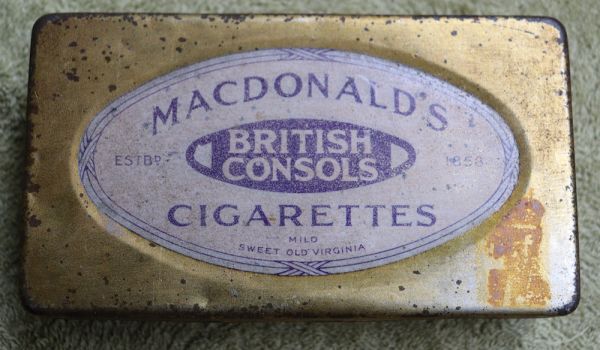 MACDONALD'S
BRITISH
CONSOLS
ESTBD 1858
CIGARETTES
MILD
SWEET OLD VIRGINIA